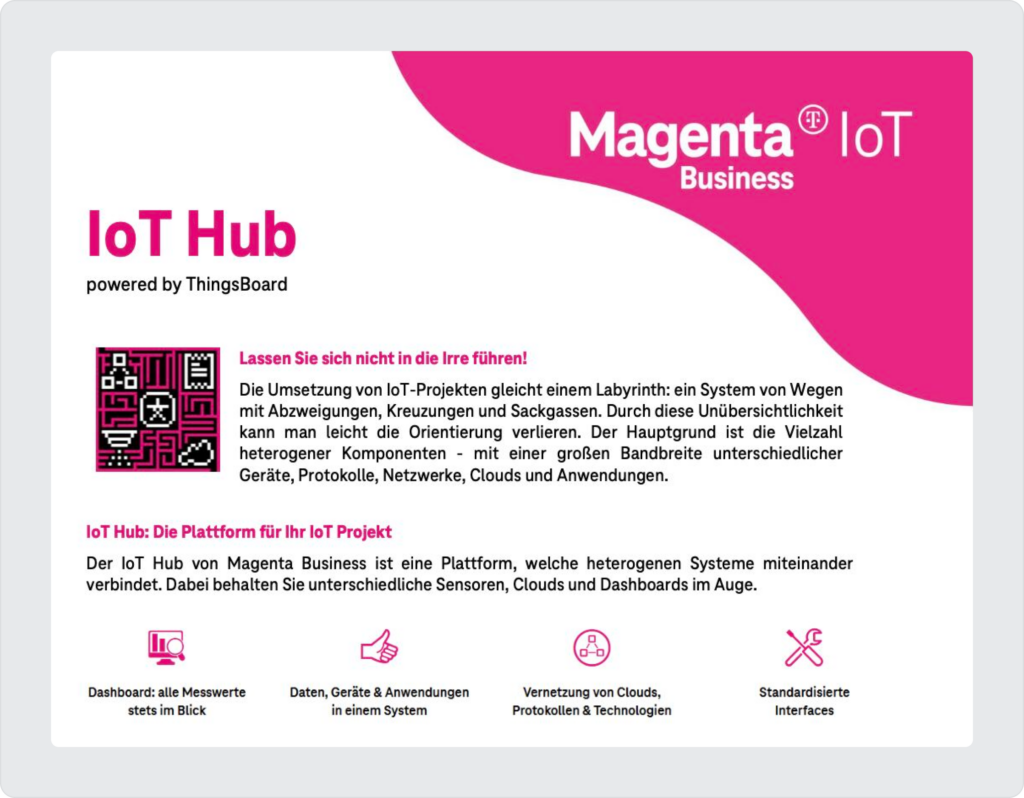 Magenta T IoT
Business
IoT Hub
powered by ThingsBoard
Lassen Sie sich nicht in die Irre führen!
Die Umsetzung von IoT-Projekten gleicht einem Labyrinth: ein System von Wegen
mit Abzweigungen, Kreuzungen und Sackgassen. Durch diese Unübersichtlichkeit
kann man leicht die Orientierung verlieren. Der Hauptgrund ist die Vielzahl
heterogener Komponenten - mit einer großen Bandbreite unterschiedlicher
Geräte, Protokolle, Netzwerke, Clouds und Anwendungen.
IoT Hub: Die Plattform für Ihr IoT Projekt
Der IoT Hub von Magenta Business ist eine Plattform, welche heterogenen Systeme miteinander
verbindet. Dabei behalten Sie unterschiedliche Sensoren, Clouds und Dashboards im Auge.
Dashboard: alle Messwerte
stets im Blick
Daten, Geräte & Anwendungen
in einem System
Vernetzung von Clouds,
Protokollen & Technologien
Standardisierte
Interfaces